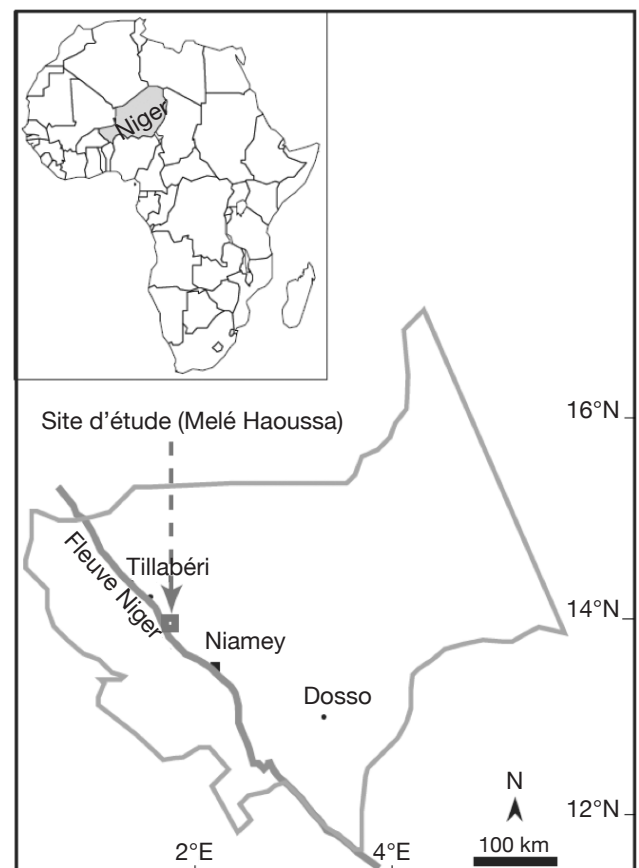 Niger
Site d'étude (Melé Haoussa)
16°N
Fleuve Niger
Tillabéri
14°N
Niamey
Dosso
N
12°N
2°E
4°E
100 km